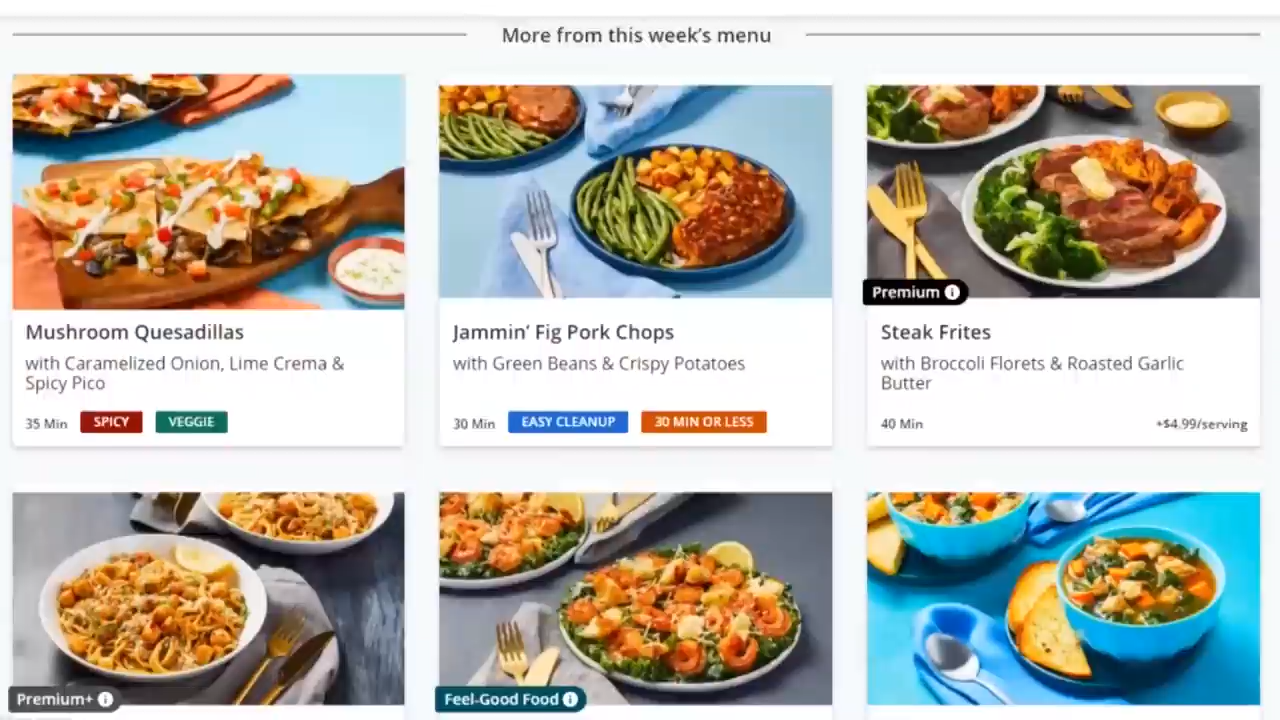 More from this week’s menu
Mushroom Quesadillas
with Caramelized Onion, Lime Crema &
Spicy Pico
35 Min SPICY VEGGIE
Jammin’ Fig Pork Chops
with Green Beans & Crispy Potatoes
30 Min EASY CLEANUP 30 MIN OR LESS
Premium i
Steak Frites
with Broccoli Florets & Roasted Garlic
Butter
40 Min +$4.99/serving
Premium+ i
Feel-Good Food i